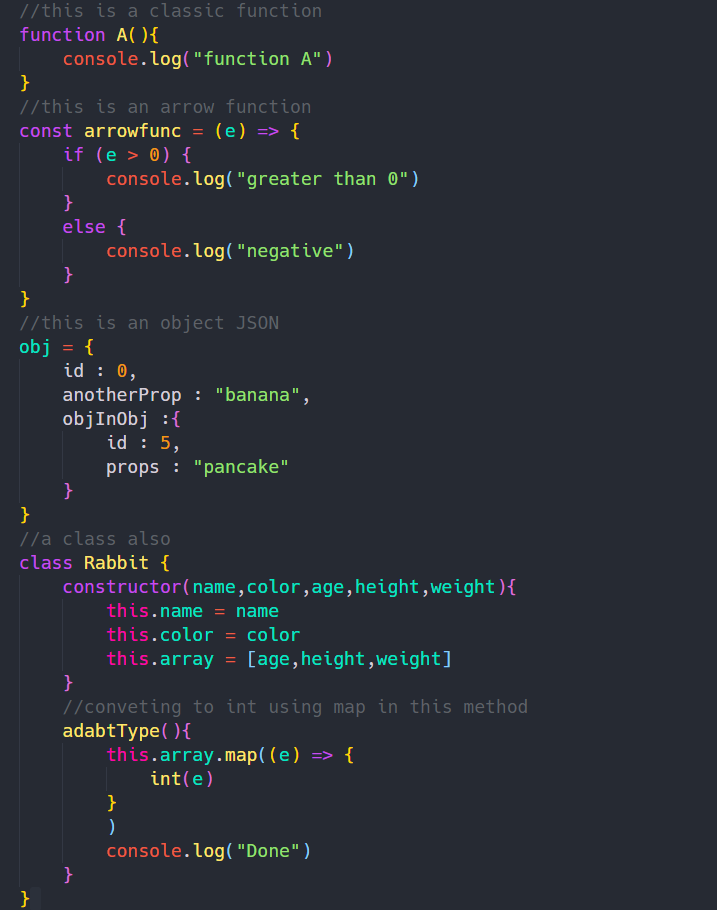 //this is a classic function
function A(){
    console.log("function A")
}
//this is an arrow function
const arrowfunc = (e) => {
    if (e > 0) {
        console.log("greater than 0")
    }
    else {
        console.log("negative")
    }
}
//this is an object JSON
obj = {
    id : 0,
    anotherProp : "banana",
    objInObj :{
        id : 5,
        props : "pancake"
    }
}
//a class also
class Rabbit {
    constructor(name,color,age,height,weight){
        this.name = name
        this.color = color
        this.array = [age,height,weight]
    }
    //conveting to int using map in this method
    adabtType(){
        this.array.map((e) => {
            int(e)
        }
        )
        console.log("Done")
    }
}